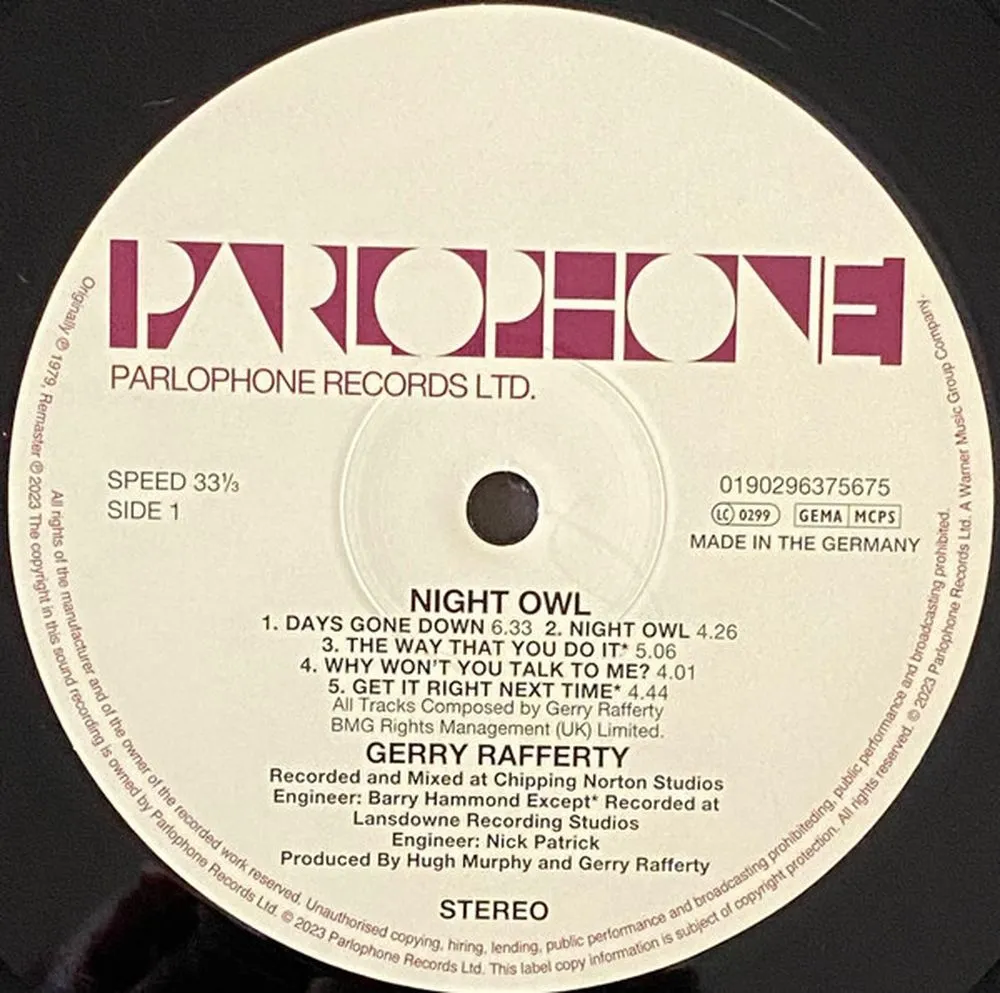 PARLOPHONE
PARLOPHONE RECORDS LTD.
SPEED 33⅓
SIDE 1
0190296375675
LC 0299 GEMA MCPS
MADE IN THE GERMANY
NIGHT OWL
1. DAYS GONE DOWN 6.33 2. NIGHT OWL 4.26
3. THE WAY THAT YOU DO IT* 5.06
4. WHY WON'T YOU TALK TO ME? 4.01
5. GET IT RIGHT NEXT TIME* 4.44
All Tracks Composed by Gerry Rafferty
BMG Rights Management (UK) Limited.
GERRY RAFFERTY
Recorded and Mixed at Chipping Norton Studios
Engineer: Barry Hammond Except* Recorded at
Lansdowne Recording Studios
Engineer: Nick Patrick
Produced By Hugh Murphy and Gerry Rafferty
STEREO
Originally ℗ 1979. Remaster ℗ 2023 The copyright in this sound recording is owned by Parlophone Records Ltd. © 2023 Parlophone Records Ltd. This label copy information is subject of copyright protection. All rights reserved. © 2023 Parlophone Records Ltd. A Warner Music Group Company.
All rights of the manufacturer and of the owner of the recorded work reserved. Unauthorised copying, hiring, lending, public performance and broadcasting prohibiteding, public performance and broadcasting prohibited.